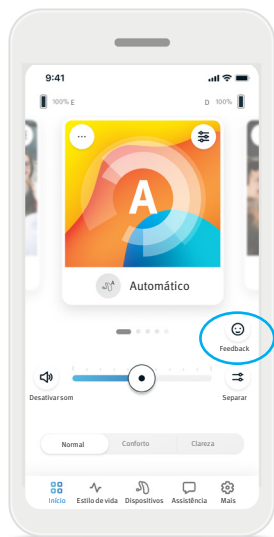 9:41
100% E
D 100%
A
Automático
Feedback
Desativar som
Separar
Normal
Conforto
Clareza
Início
Estilo de vida
Dispositivos
Assistência
Mais